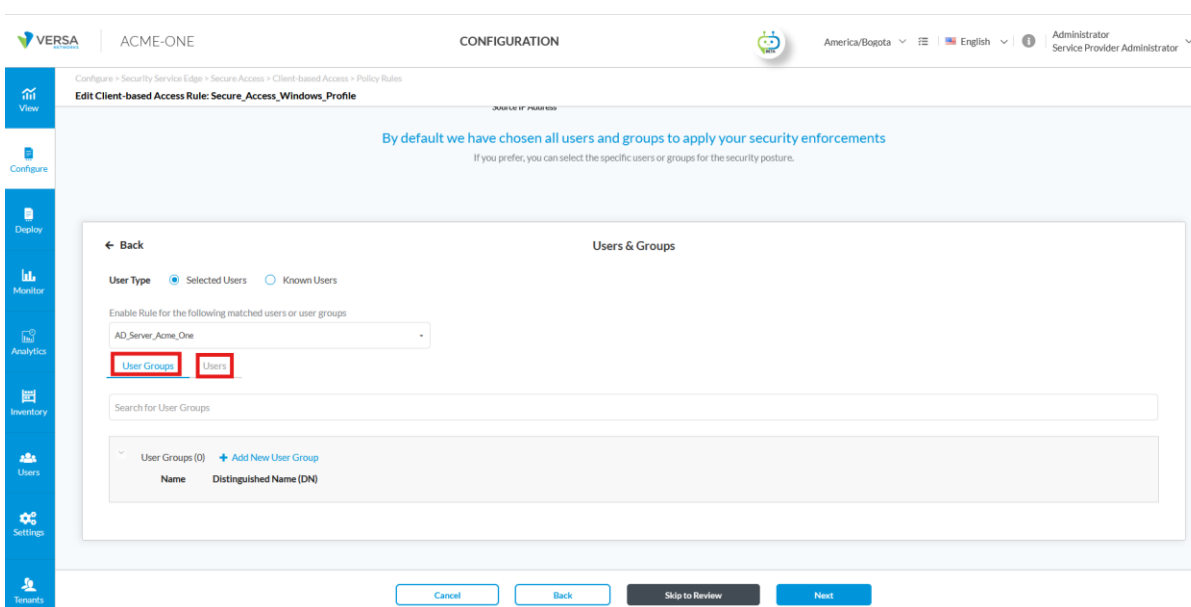 VERSA
NETWORKS
ACME-ONE
CONFIGURATION
BETA
America/Bogota
English
Administrator
Service Provider Administrator
Configure > Security Service Edge > Secure Access > Client-based Access > Policy Rules
Edit Client-based Access Rule: Secure_Access_Windows_Profile
View
Configure
Deploy
Monitor
Analytics
Inventory
Users
Settings
Tenants
Source IP Address
By default we have chosen all users and groups to apply your security enforcements
If you prefer, you can select the specific users or groups for the security posture.
← Back
Users & Groups
User Type Selected Users Known Users
Enable Rule for the following matched users or user groups
AD_Server_Acme_One
User Groups Users
Search for User Groups
User Groups (0) + Add New User Group
Name Distinguished Name (DN)
Cancel Back Skip to Review Next